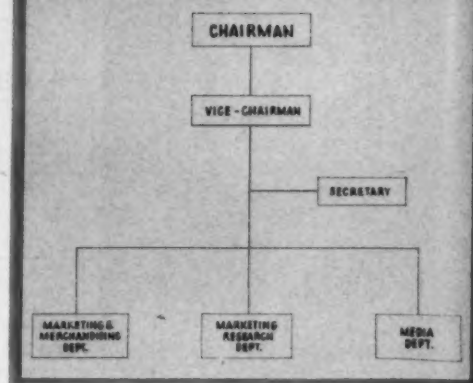 CHAIRMAN
VICE - CHAIRMAN
SECRETARY
MARKETING &
MERCHANDISING
DEPT.
MARKETING
RESEARCH
DEPT.
MEDIA
DEPT.